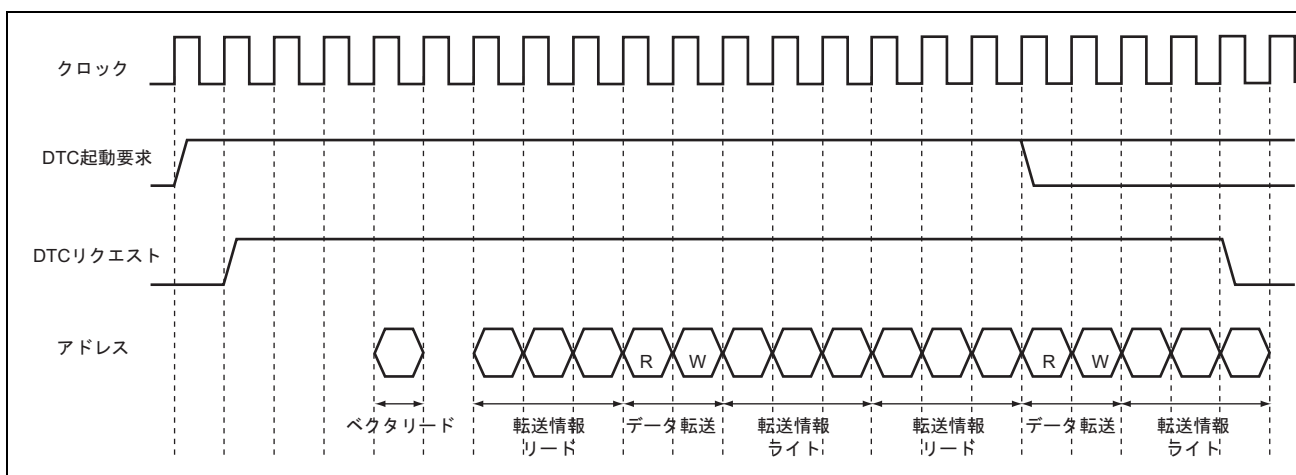 クロック
DTC起動要求
DTCリクエスト
アドレス
R
W
R
W
ベクタリード
転送情報
リード
データ転送
転送情報
ライト
転送情報
リード
データ転送
転送情報
ライト